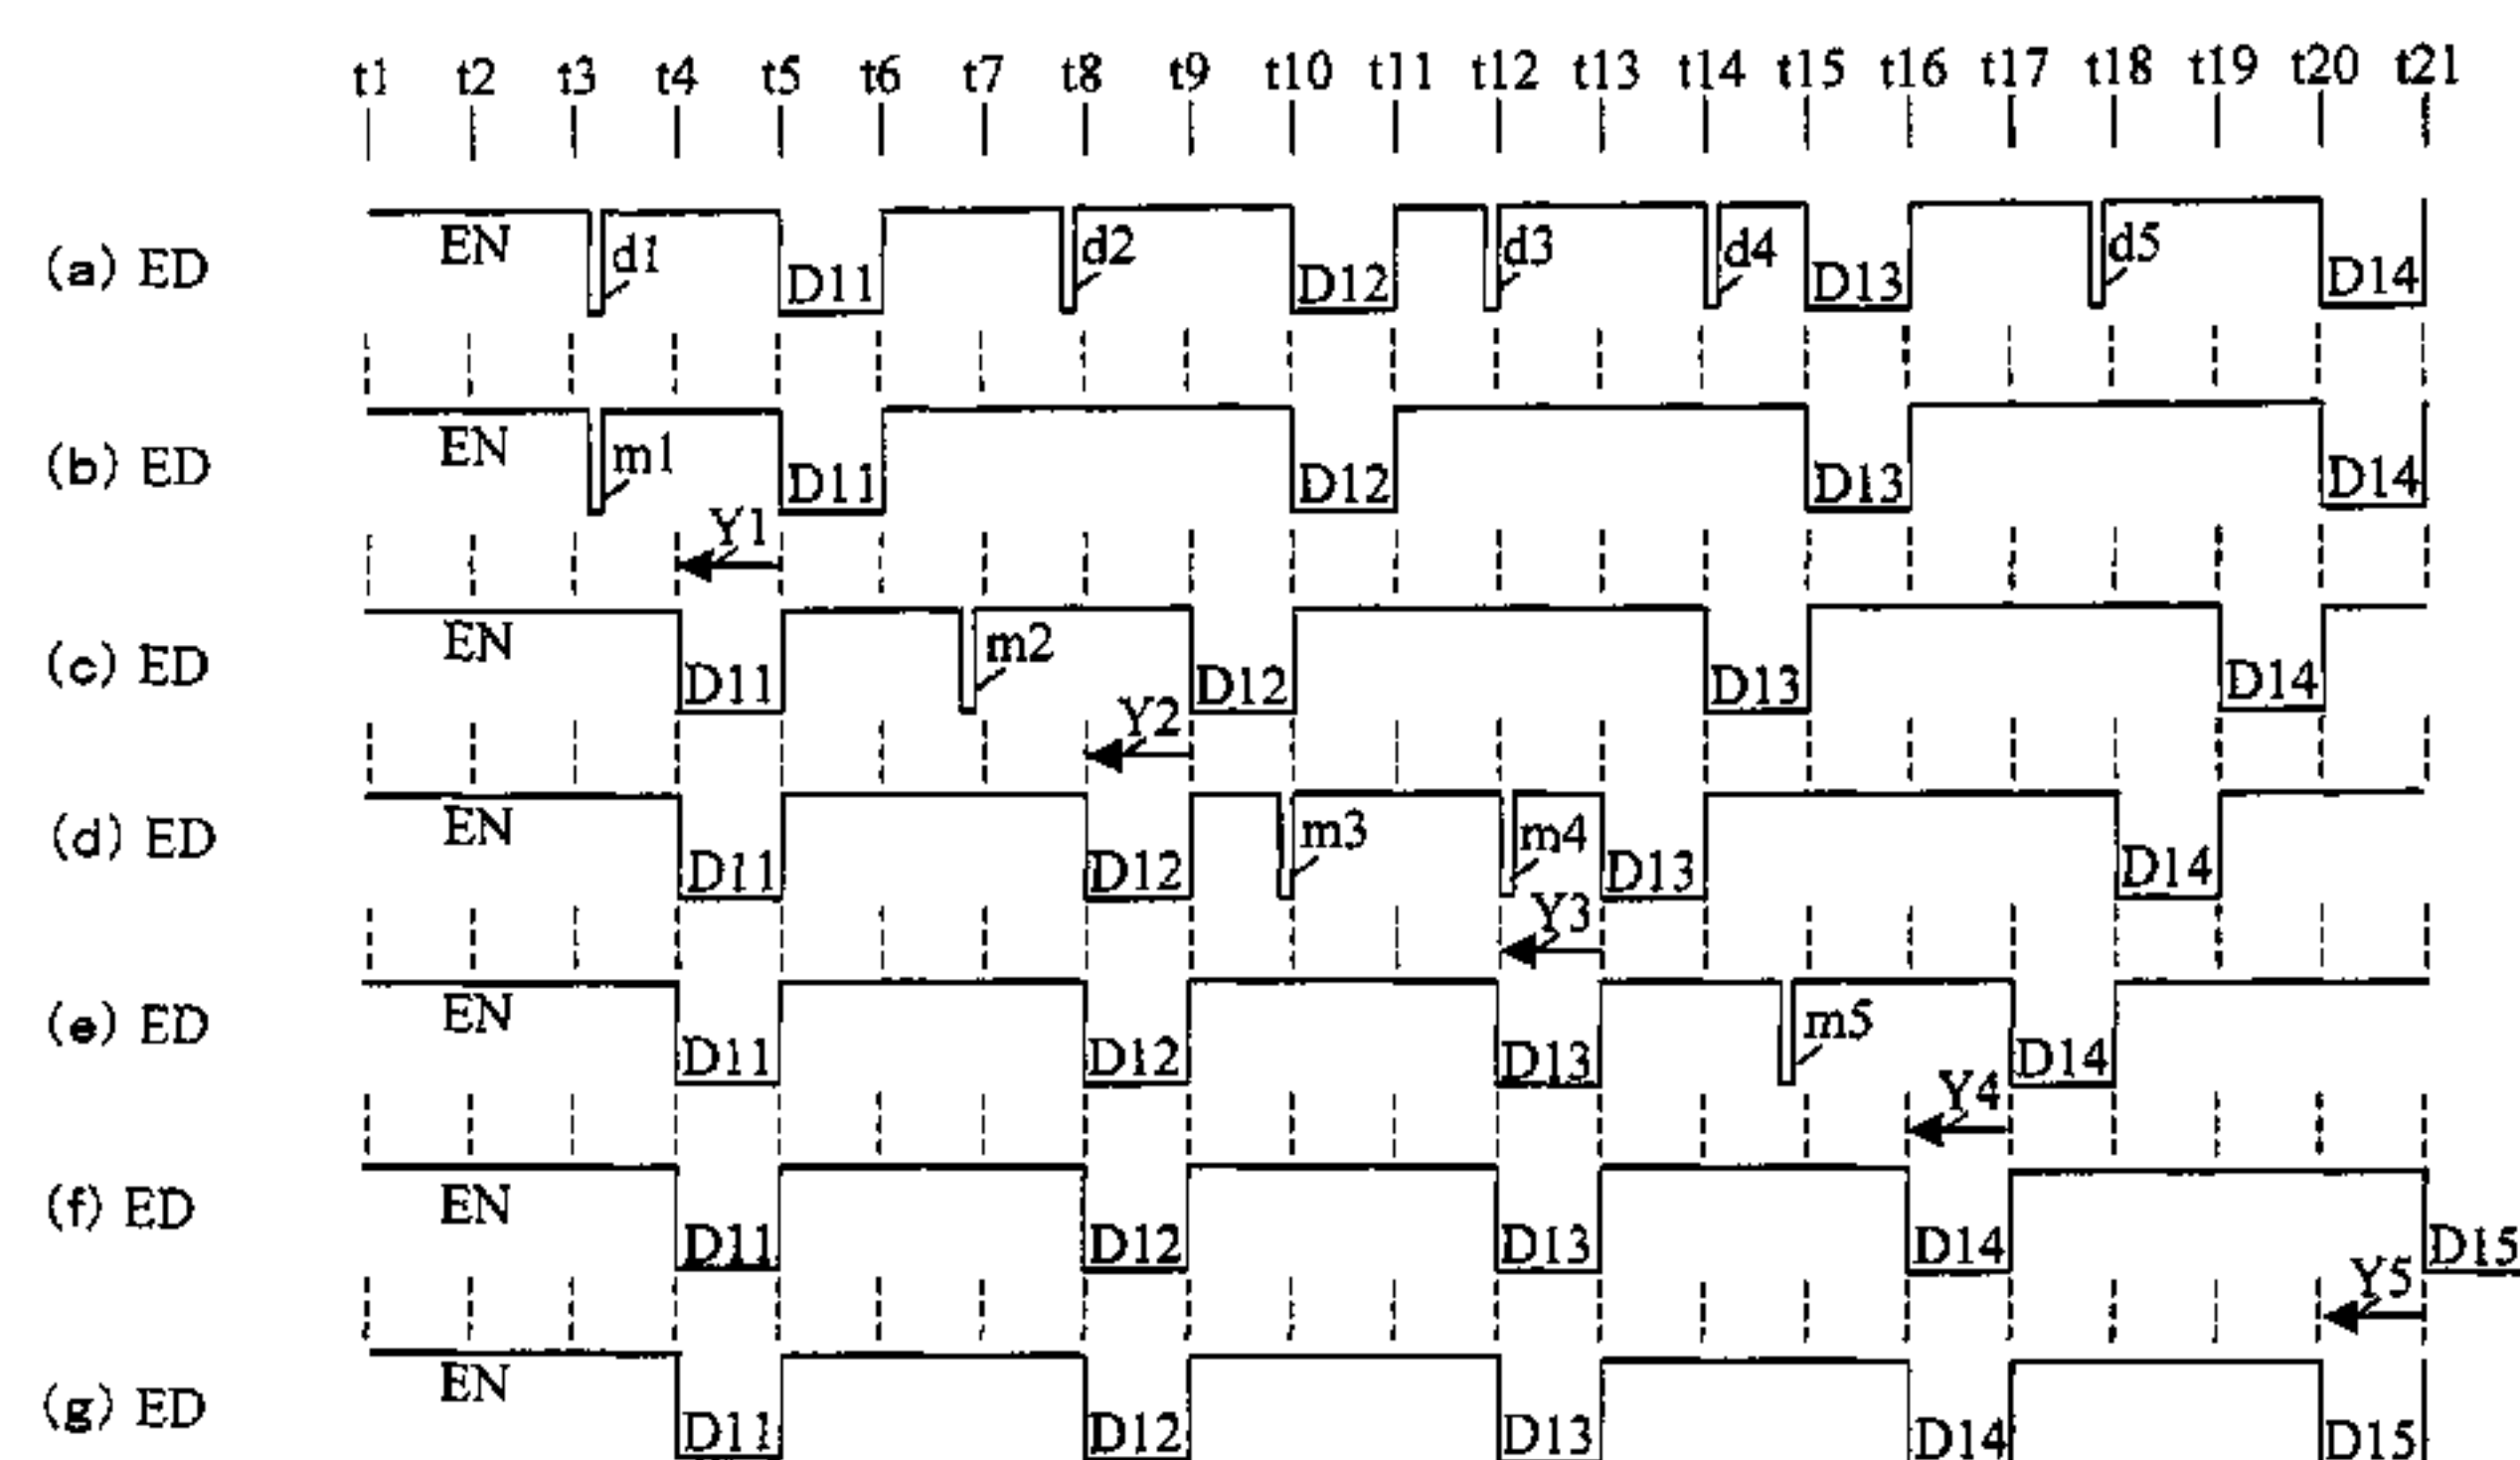 t1 t2 t3 t4 t5 t6 t7 t8 t9 t10 t11 t12 t13 t14 t15 t16 t17 t18 t19 t20 t21
(a) ED EN d1 D11 d2 D12 d3 d4 D13 d5 D14
(b) ED EN m1 D11 D12 D13 D14
Y1
(c) ED EN D11 m2 D12 D13 D14
Y2
(d) ED EN D11 D12 m3 m4 D13 D14
Y3
(e) ED EN D11 D12 D13 m5 D14
Y4
(f) ED EN D11 D12 D13 D14 D15
Y5
(g) ED EN D11 D12 D13 D14 D15